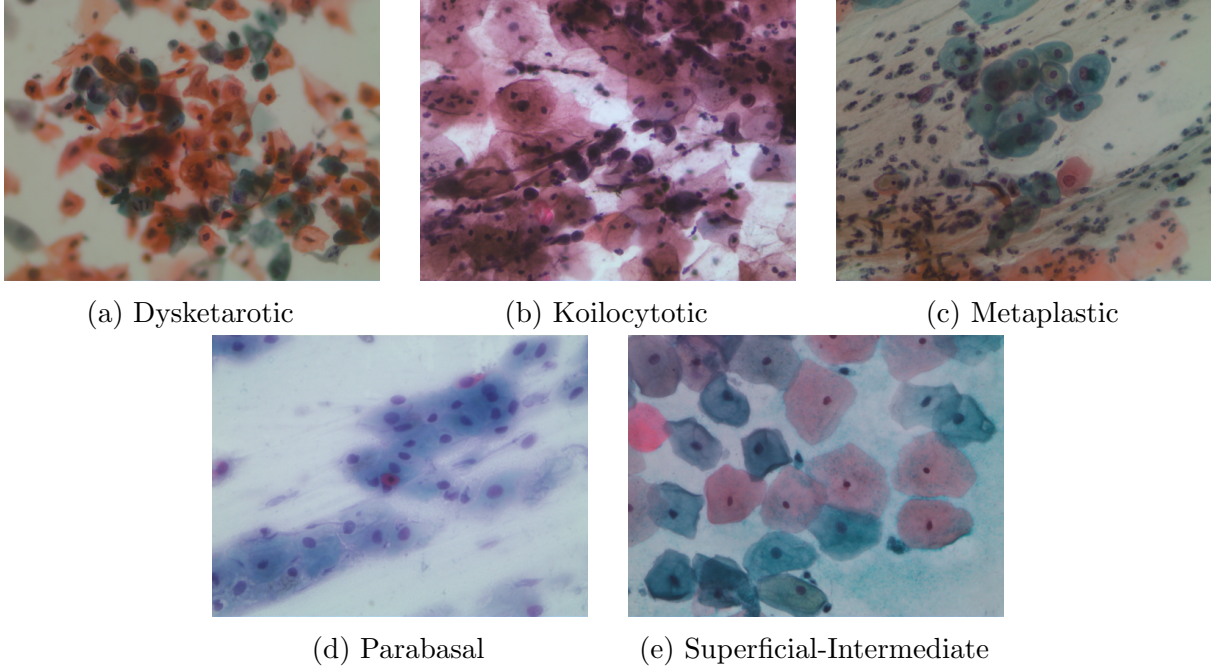 (a) Dysketarotic
(b) Koilocytotic
(c) Metaplastic
(d) Parabasal
(e) Superficial-Intermediate